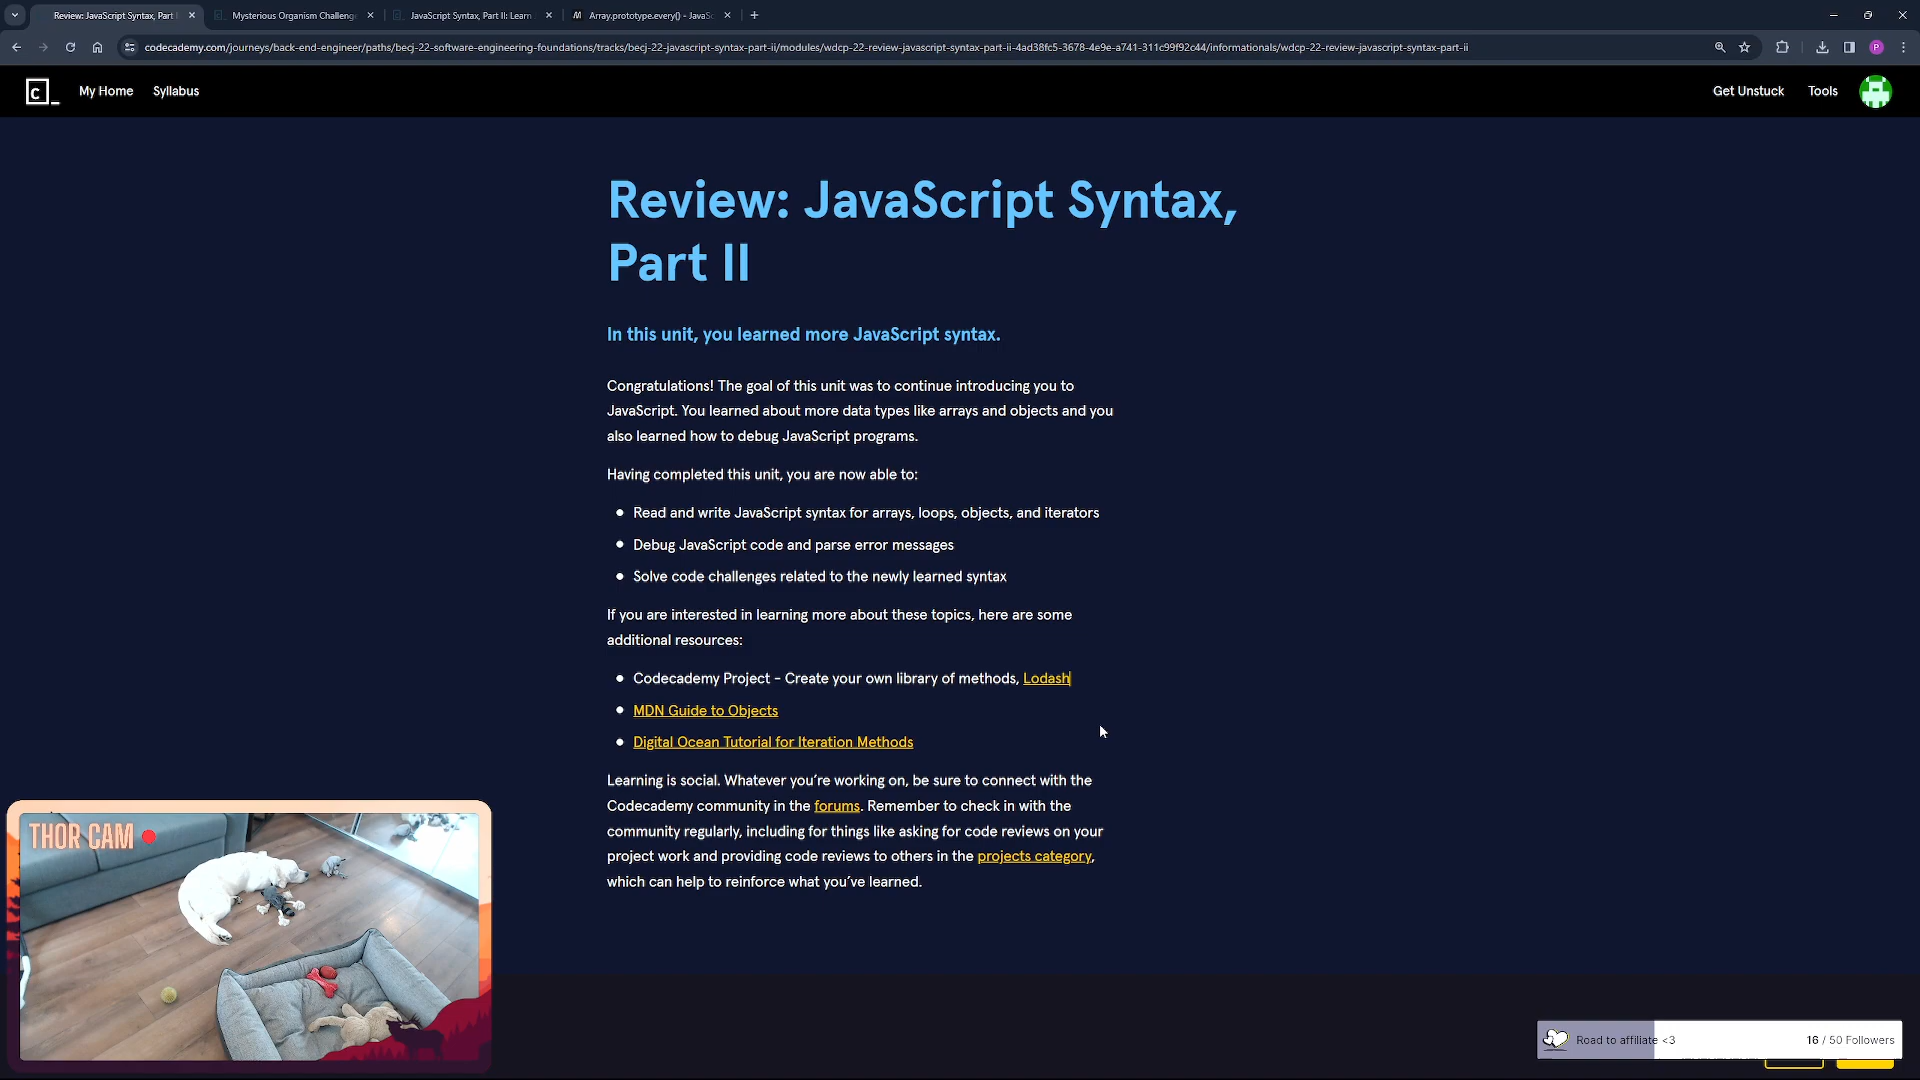 Review: JavaScript Syntax, Part I
Mysterious Organism Challeng
JavaScript Syntax, Part II: Learn
Array.prototype.every() - JavaSc
codecademy.com/journeys/back-end-engineer/paths/becj-22-software-engineering-foundations/tracks/becj-22-javascript-syntax-part-ii/modules/wdcp-22-review-javascript-syntax-part-ii-4ad38fc5-3678-4e9e-a741-311c99f92c44/informationals/wdcp-22-review-javascript-syntax-part-ii
P
c_ My Home Syllabus
Get Unstuck Tools
Review: JavaScript Syntax,
Part II
In this unit, you learned more JavaScript syntax.
Congratulations! The goal of this unit was to continue introducing you to
JavaScript. You learned about more data types like arrays and objects and you
also learned how to debug JavaScript programs.
Having completed this unit, you are now able to:
Read and write JavaScript syntax for arrays, loops, objects, and iterators
Debug JavaScript code and parse error messages
Solve code challenges related to the newly learned syntax
If you are interested in learning more about these topics, here are some
additional resources:
Codecademy Project - Create your own library of methods, Lodash
MDN Guide to Objects
Digital Ocean Tutorial for Iteration Methods
Learning is social. Whatever you’re working on, be sure to connect with the
Codecademy community in the forums. Remember to check in with the
community regularly, including for things like asking for code reviews on your
project work and providing code reviews to others in the projects category,
which can help to reinforce what you’ve learned.
THOR CAM
Road to affiliate <3
16 / 50 Followers